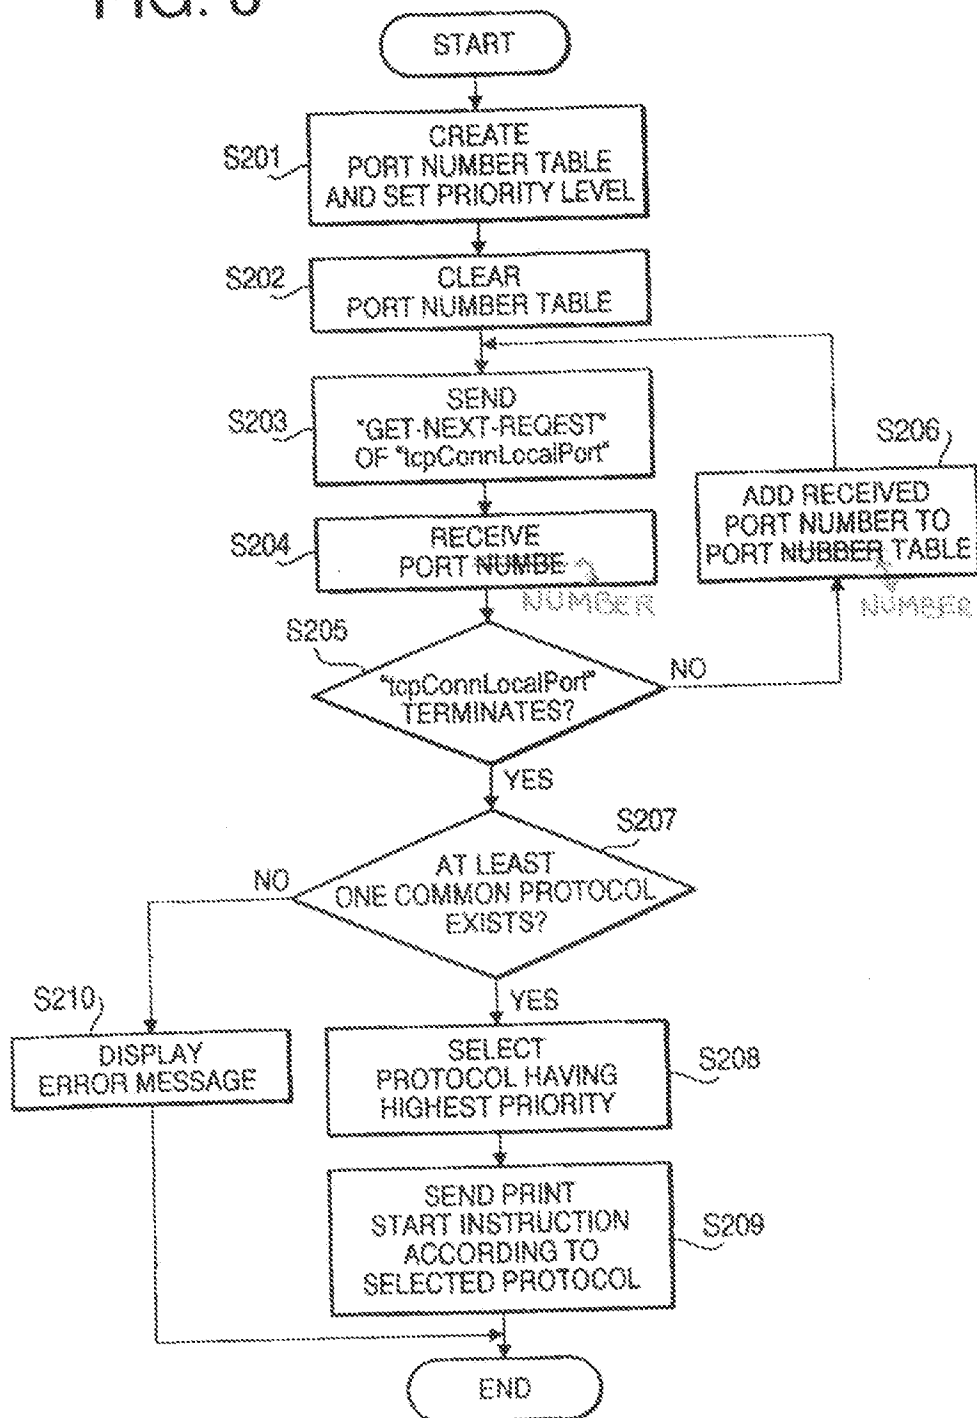 FIG.
START
S201
CREATE
PORT NUMBER TABLE
AND SET PRIORITY LEVEL
S202
CLEAR
PORT NUMBER TABLE
S203
SEND
"GET-NEXT-REQEST"
OF "tcpConnLocalPort"
S206
ADD RECEIVED
PORT NUMBER TO
PORT NUBBER TABLE
NUMBER
S204
RECEIVE
PORT NUMBE
NUMBER
S205
"tcpConnLocalPort"
TERMINATES?
NO
YES
S207
AT LEAST
ONE COMMON PROTOCOL
EXISTS?
NO
YES
S210
DISPLAY
ERROR MESSAGE
S208
SELECT
PROTOCOL HAVING
HIGHEST PRIORITY
S209
SEND PRINT
START INSTRUCTION
ACCORDING TO
SELECTED PROTOCOL
END